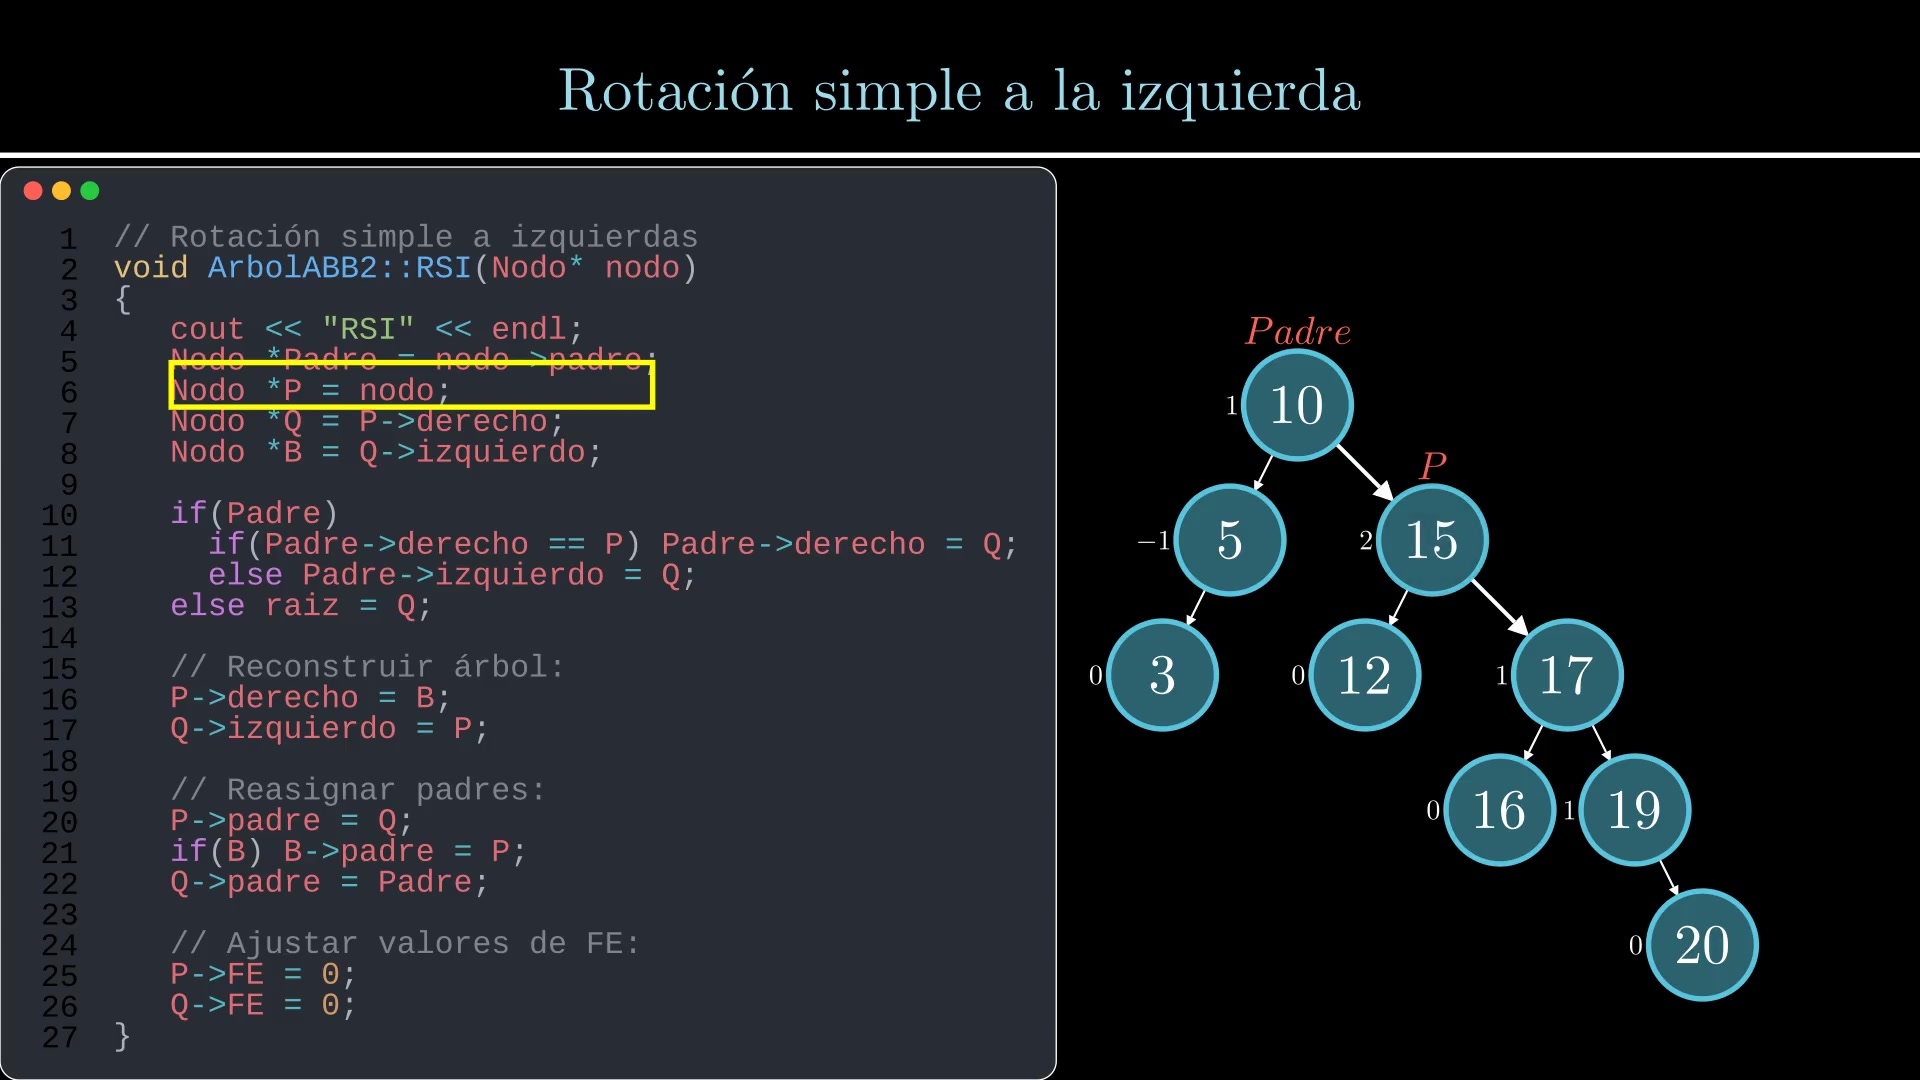 Rotación simple a la izquierda
1 // Rotación simple a izquierdas
2 void ArbolABB2::RSI(Nodo* nodo)
3 {
4 cout << "RSI" << endl;
5 Nodo *Padre = nodo->padre;
6 Nodo *P = nodo;
7 Nodo *Q = P->derecho;
8 Nodo *B = Q->izquierdo;
9
10 if(Padre)
11 if(Padre->derecho == P) Padre->derecho = Q;
12 else Padre->izquierdo = Q;
13 else raiz = Q;
14
15 // Reconstruir árbol:
16 P->derecho = B;
17 Q->izquierdo = P;
18
19 // Reasignar padres:
20 P->padre = Q;
21 if(B) B->padre = P;
22 Q->padre = Padre;
23
24 // Ajustar valores de FE:
25 P->FE = 0;
26 Q->FE = 0;
27 }
Padre
1 10
P
−1 5 2 15
0 3 0 12 1 17
0 16 1 19
0 20